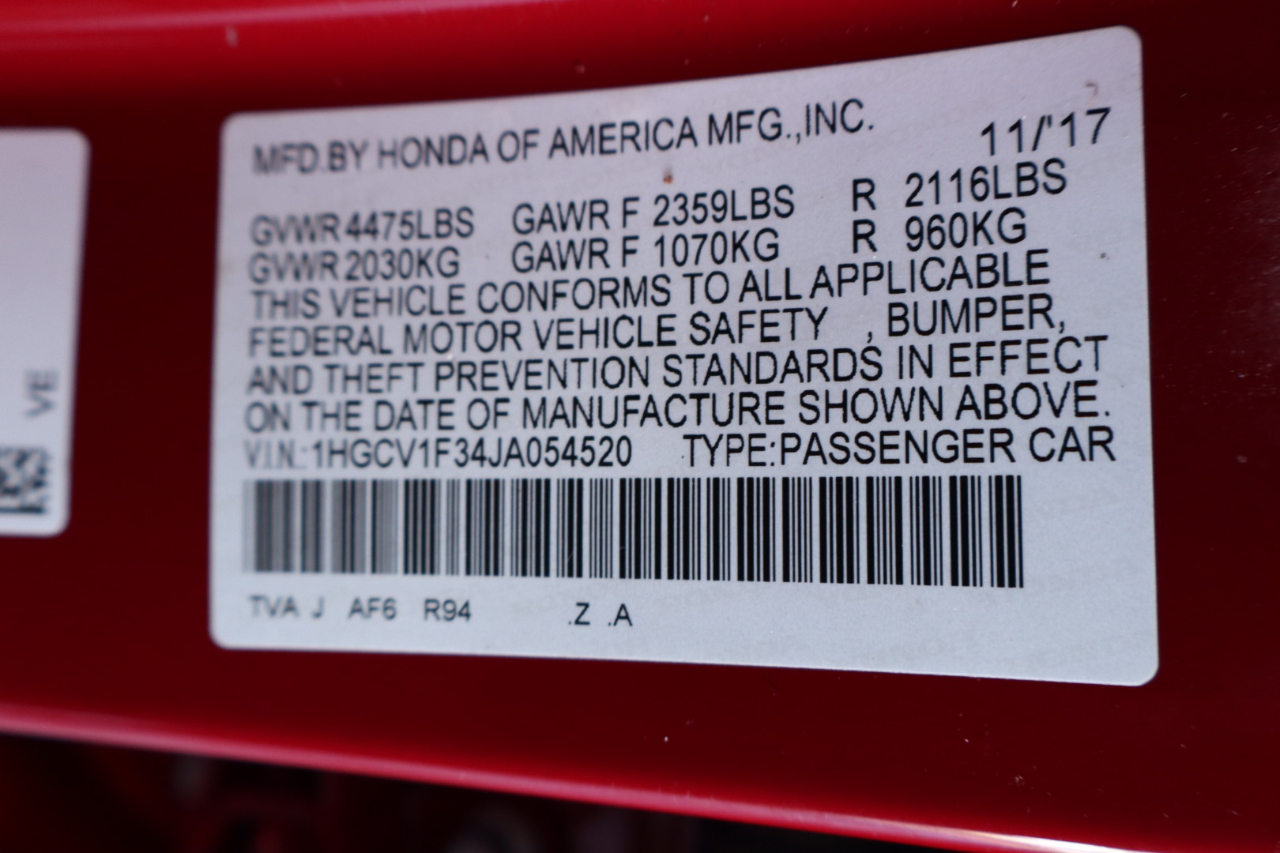 MFD.BY HONDA OF AMERICA MFG.,INC. 11/'17
GVWR 4475LBS GAWR F 2359LBS R 2116LBS
GVWR 2030KG GAWR F 1070KG R 960KG
THIS VEHICLE CONFORMS TO ALL APPLICABLE
FEDERAL MOTOR VEHICLE SAFETY , BUMPER,
AND THEFT PREVENTION STANDARDS IN EFFECT
ON THE DATE OF MANUFACTURE SHOWN ABOVE.
V.I.N.:1HGCV1F34JA054520 TYPE:PASSENGER CAR
TVA J AF6 R94 .Z .A
VE